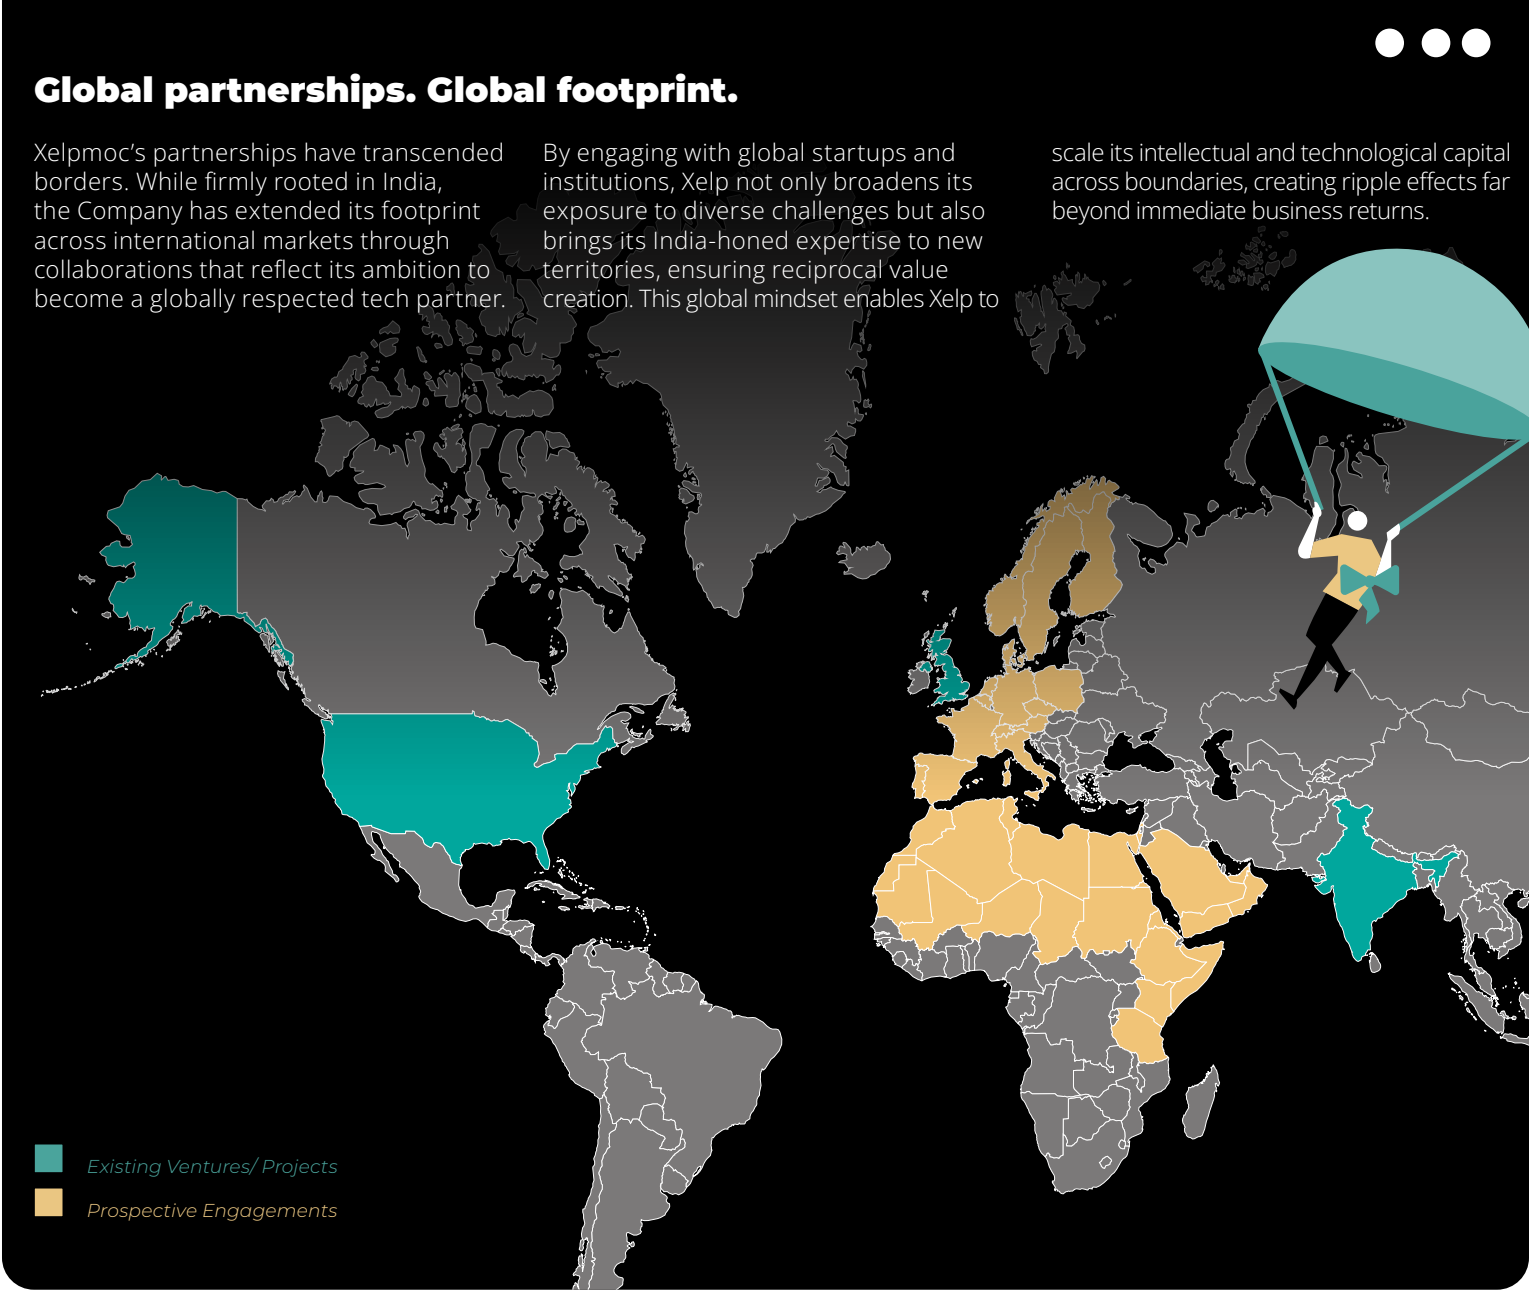 Global partnerships. Global footprint.
Xelpmoc’s partnerships have transcended
borders. While firmly rooted in India,
the Company has extended its footprint
across international markets through
collaborations that reflect its ambition to
become a globally respected tech partner.
By engaging with global startups and
institutions, Xelp not only broadens its
exposure to diverse challenges but also
brings its India-honed expertise to new
territories, ensuring reciprocal value
creation. This global mindset enables Xelp to
scale its intellectual and technological capital
across boundaries, creating ripple effects far
beyond immediate business returns.
Existing Ventures/ Projects
Prospective Engagements